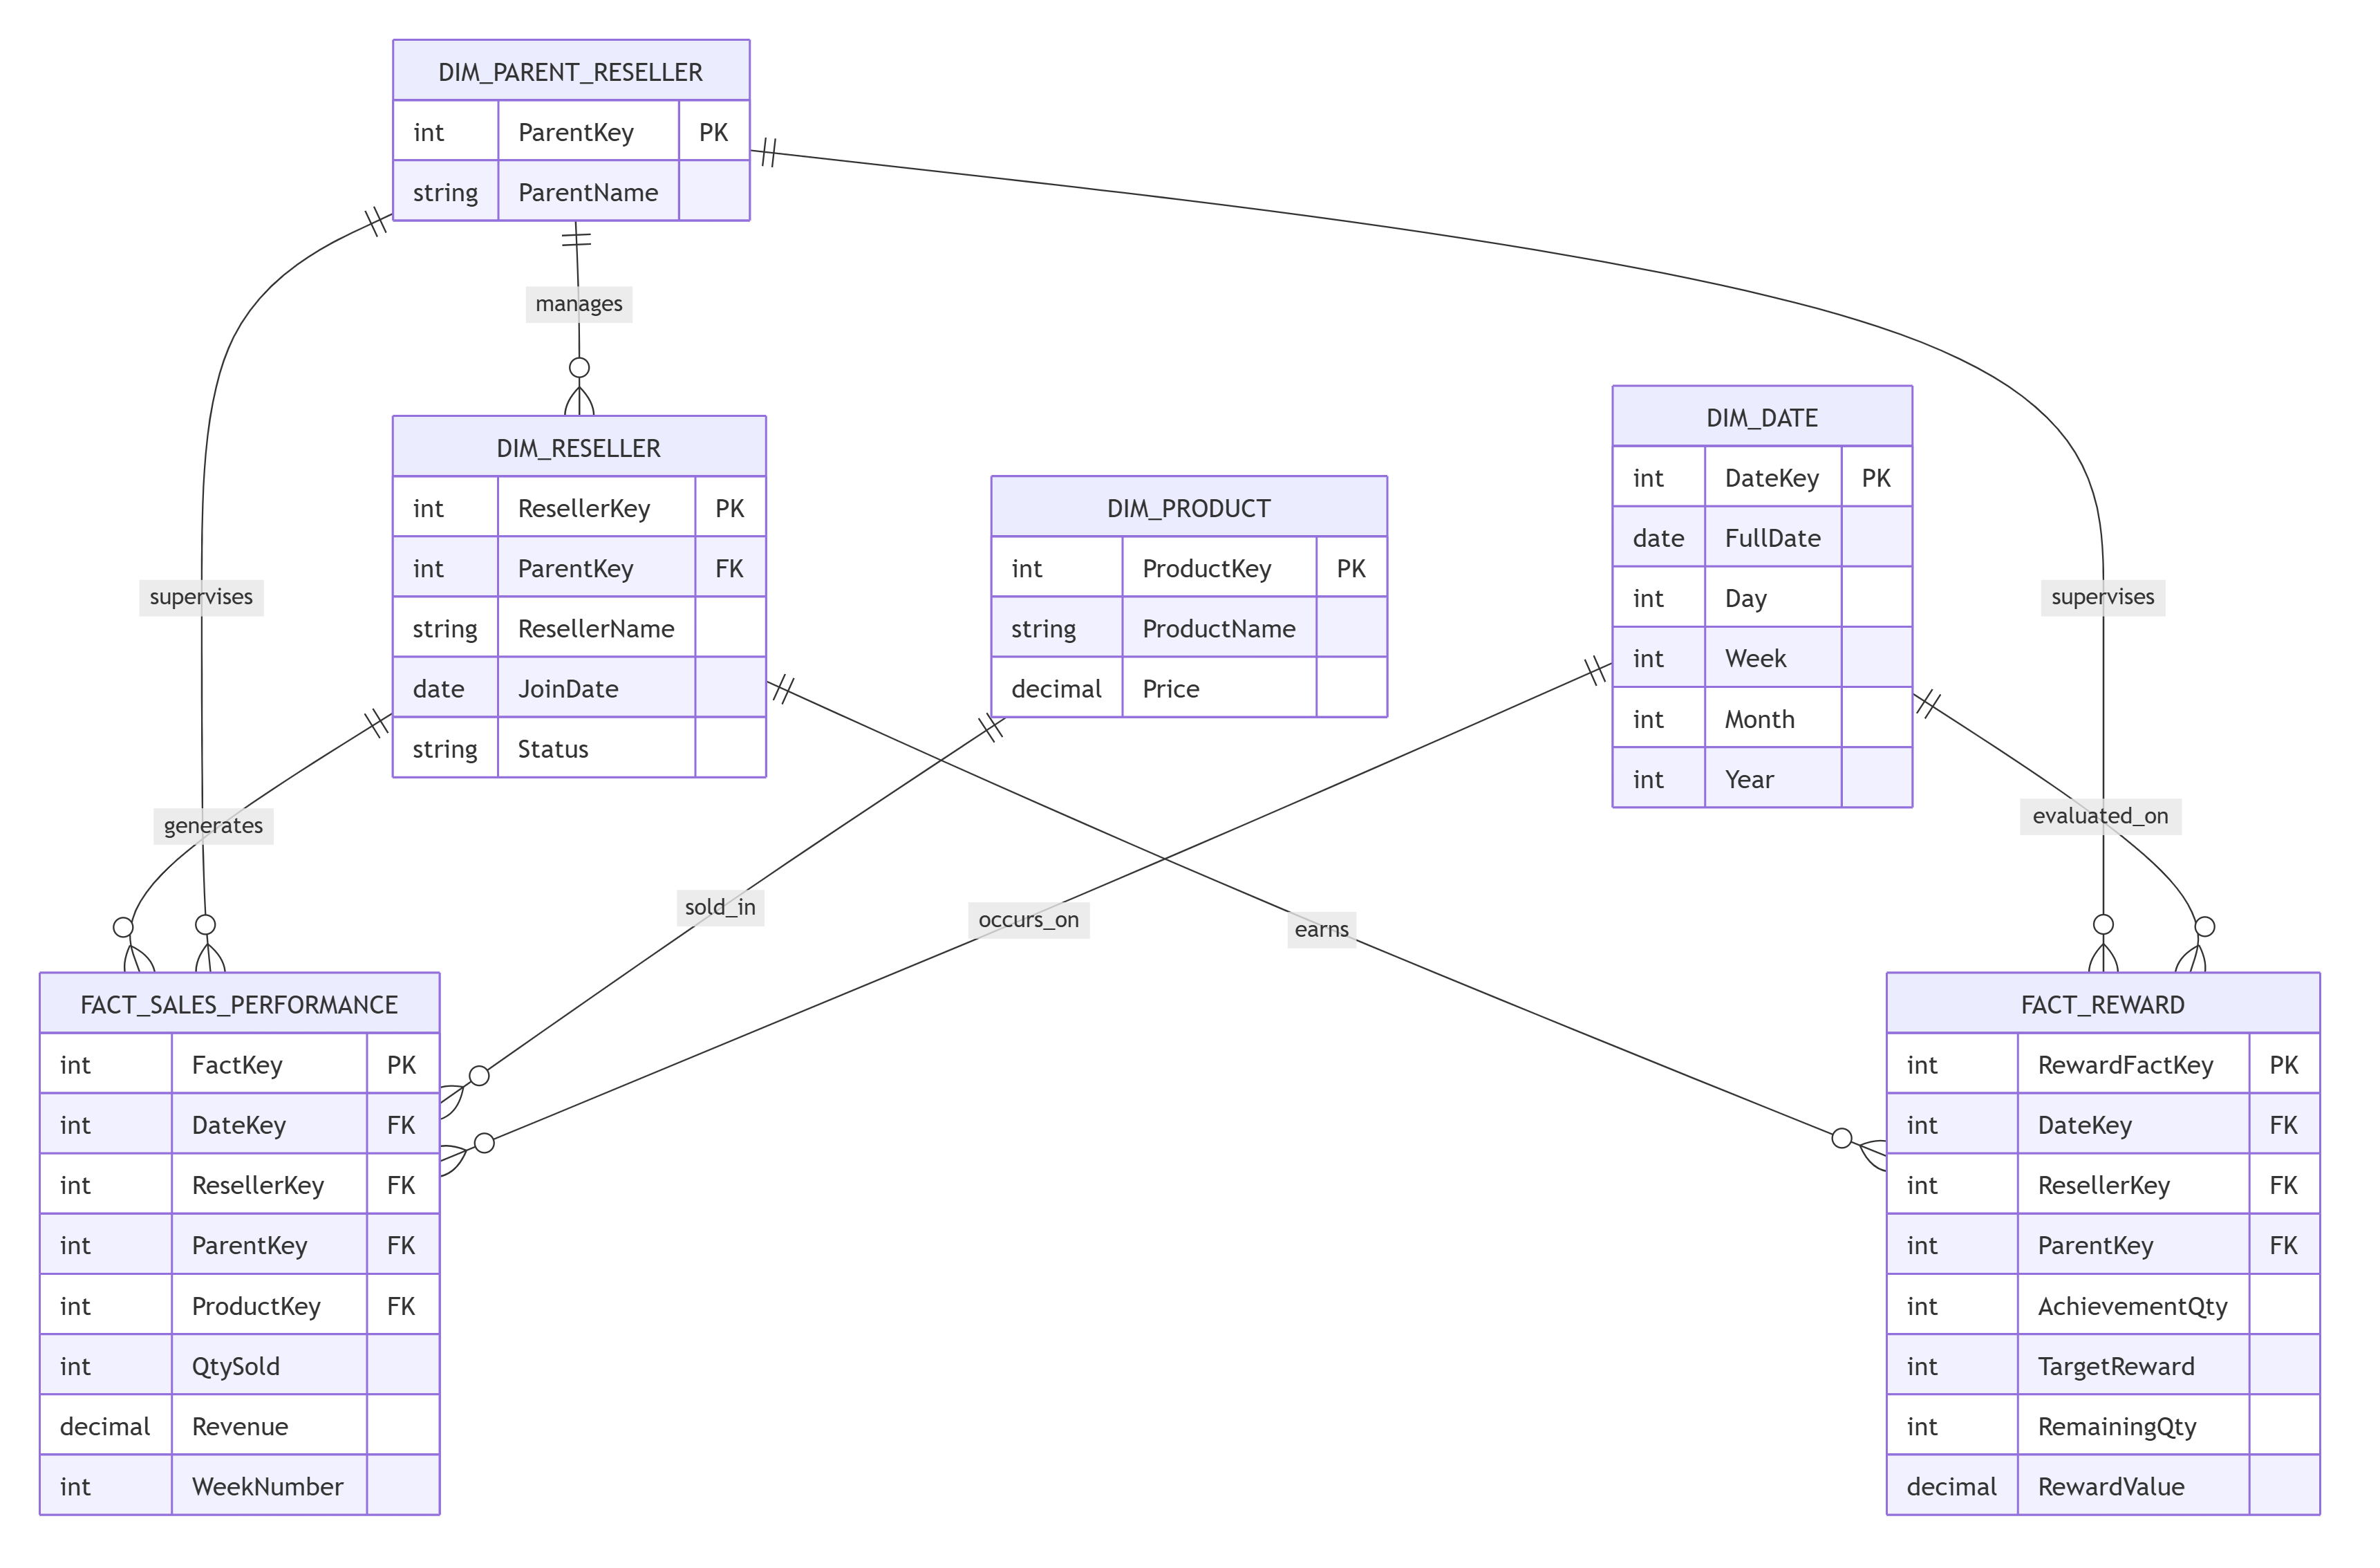 DIM_PARENT_RESELLER
int ParentKey PK
string ParentName
manages
DIM_RESELLER
int ResellerKey PK
int ParentKey FK
string ResellerName
date JoinDate
string Status
DIM_PRODUCT
int ProductKey PK
string ProductName
decimal Price
DIM_DATE
int DateKey PK
date FullDate
int Day
int Week
int Month
int Year
supervises
supervises
generates
evaluated_on
sold_in
occurs_on
earns
FACT_SALES_PERFORMANCE
int FactKey PK
int DateKey FK
int ResellerKey FK
int ParentKey FK
int ProductKey FK
int QtySold
decimal Revenue
int WeekNumber
FACT_REWARD
int RewardFactKey PK
int DateKey FK
int ResellerKey FK
int ParentKey FK
int AchievementQty
int TargetReward
int RemainingQty
decimal RewardValue